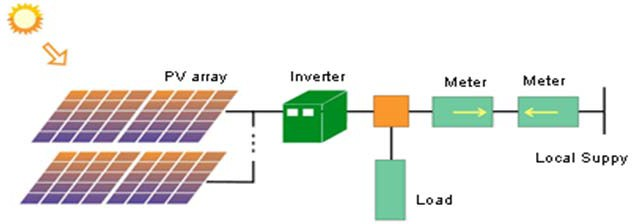 PV array
Inverter
Meter
Meter
Local Suppy
Load